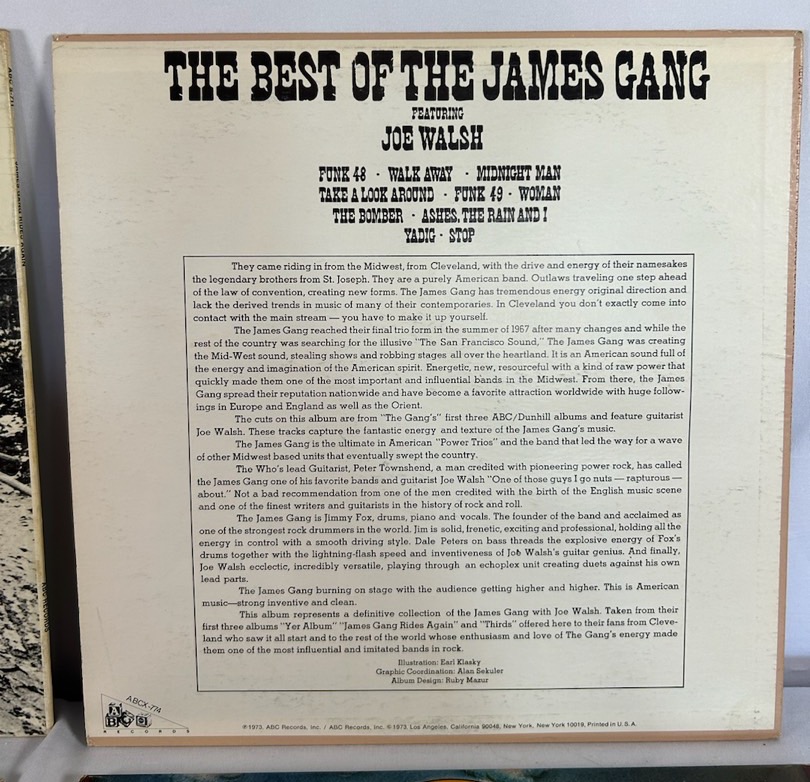 THE BEST OF THE JAMES GANG
FEATURING
JOE WALSH
FUNK 48 · WALK AWAY · MIDNIGHT MAN
TAKE A LOOK AROUND · FUNK 49 · WOMAN
THE BOMBER · ASHES, THE RAIN AND I
YADIG · STOP
They came riding in from the Midwest, from Cleveland, with the drive and energy of their namesakes
the legendary brothers from St. Joseph. They are a purely American band. Outlaws traveling one step ahead
of the law of convention, creating new forms. The James Gang has tremendous energy original direction and
lack the derived trends in music of many of their contemporaries. In Cleveland you don't exactly come into
contact with the main stream — you have to make it up yourself.
The James Gang reached their final trio form in the summer of 1967 after many changes and while the
rest of the country was searching for the illusive "The San Francisco Sound," The James Gang was creating
the Mid-West sound, stealing shows and robbing stages all over the heartland. It is an American sound full of
the energy and imagination of the American spirit. Energetic, new, resourceful with a kind of raw power that
quickly made them one of the most important and influential bands in the Midwest. From there, the James
Gang spread their reputation nationwide and have become a favorite attraction worldwide with huge follow-
ings in Europe and England as well as the Orient.
The cuts on this album are from "The Gang's" first three ABC/Dunhill albums and feature guitarist
Joe Walsh. These tracks capture the fantastic energy and texture of the James Gang's music.
The James Gang is the ultimate in American "Power Trios" and the band that led the way for a wave
of other Midwest based units that eventually swept the country.
The Who's lead Guitarist, Peter Townshend, a man credited with pioneering power rock, has called
the James Gang one of his favorite bands and guitarist Joe Walsh "One of those guys I go nuts — rapturous —
about." Not a bad recommendation from one of the men credited with the birth of the English music scene
and one of the finest writers and guitarists in the history of rock and roll.
The James Gang is Jimmy Fox, drums, piano and vocals. The founder of the band and acclaimed as
one of the strongest rock drummers in the world. Jim is solid, frenetic, exciting and professional, holding all the
energy in control with a smooth driving style. Dale Peters on bass threads the explosive energy of Fox's
drums together with the lightning-flash speed and inventiveness of Joe Walsh's guitar genius. And finally,
Joe Walsh ecclectic, incredibly versatile, playing through an echoplex unit creating duets against his own
lead parts.
The James Gang burning on stage with the audience getting higher and higher. This is American
music—strong inventive and clean.
This album represents a definitive collection of the James Gang with Joe Walsh. Taken from their
first three albums "Yer Album" "James Gang Rides Again" and "Thirds" offered here to their fans from Cleve-
land who saw it all start and to the rest of the world whose enthusiasm and love of The Gang's energy made
them one of the most influential and imitated bands in rock.
Illustration: Earl Klasky
Graphic Coordination: Alan Sekuler
Album Design: Ruby Mazur
ABCX-774
ABC
RECORDS
℗ 1973. ABC Records, Inc. / ABC Records, Inc. © 1973. Los Angeles, California 90048, New York, New York 10019, Printed in U.S.A.